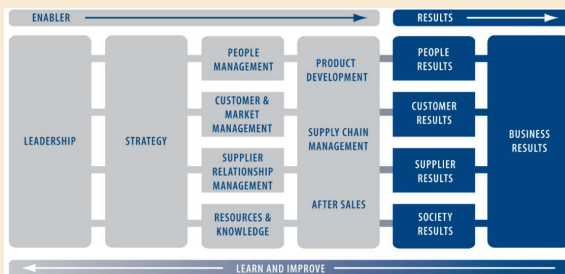 ENABLER
RESULTS
LEADERSHIP
STRATEGY
PEOPLE
MANAGEMENT
CUSTOMER &
MARKET
MANAGEMENT
SUPPLIER
RELATIONSHIP
MANAGEMENT
RESOURCES &
KNOWLEDGE
PRODUCT
DEVELOPMENT
SUPPLY CHAIN
MANAGEMENT
AFTER SALES
PEOPLE
RESULTS
CUSTOMER
RESULTS
SUPPLIER
RESULTS
SOCIETY
RESULTS
BUSINESS
RESULTS
LEARN AND IMPROVE